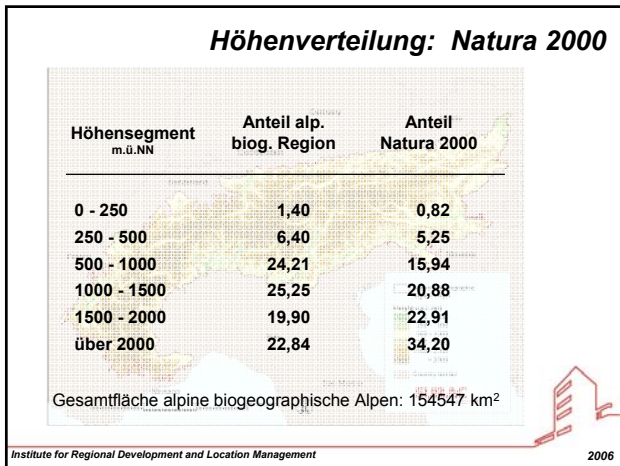 Höhenverteilung: Natura 2000
Höhensegment m.ü.NN Anteil alp. biog. Region Anteil Natura 2000
0 - 250 1,40 0,82
250 - 500 6,40 5,25
500 - 1000 24,21 15,94
1000 - 1500 25,25 20,88
1500 - 2000 19,90 22,91
über 2000 22,84 34,20
Gesamtfläche alpine biogeographische Alpen: 154547 km²
Institute for Regional Development and Location Management 2006